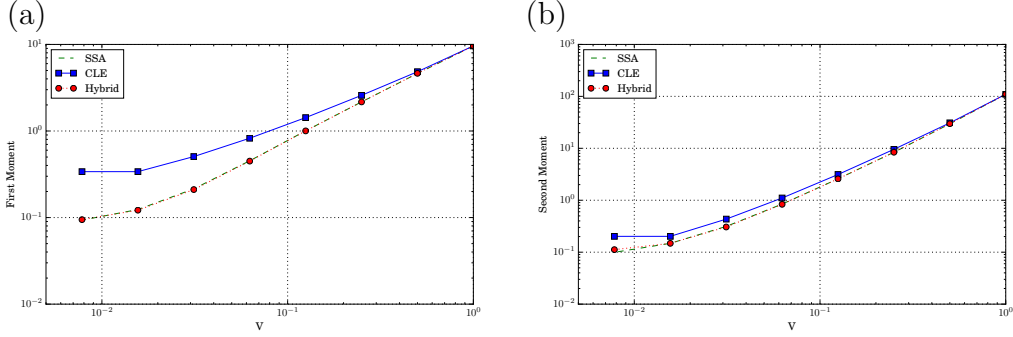 (a)
10^1
10^0
10^-1
10^-2
First Moment
SSA
CLE
Hybrid
10^-2
10^-1
10^0
v
(b)
10^3
10^2
10^1
10^0
10^-1
10^-2
Second Moment
SSA
CLE
Hybrid
10^-2
10^-1
10^0
v